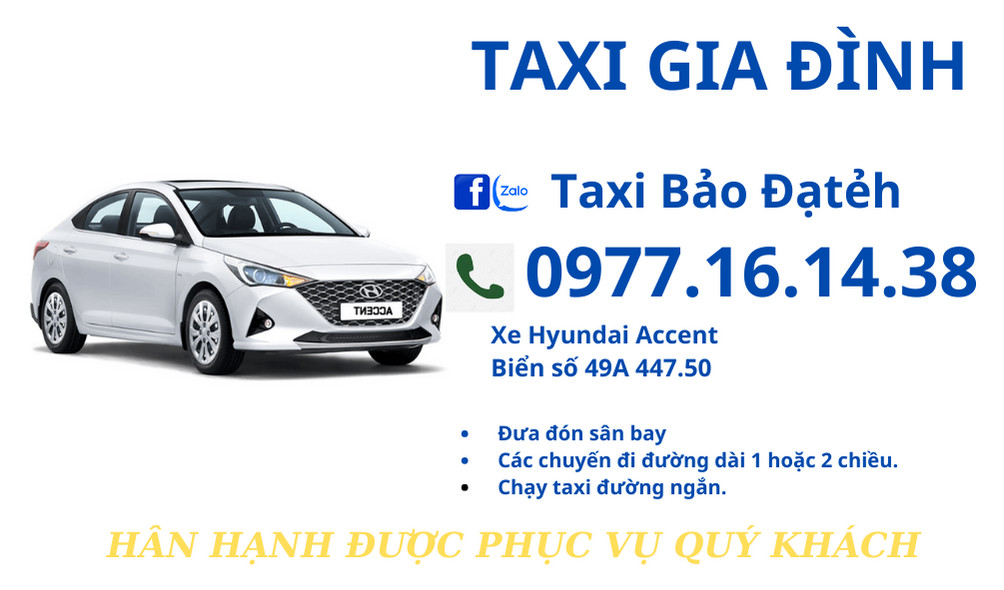 TAXI GIA ĐÌNH
f Zalo Taxi Bảo Đạtẻh
0977.16.14.38
ACCENT
Xe Hyundai Accent
Biển số 49A 447.50
• Đưa đón sân bay
• Các chuyến đi đường dài 1 hoặc 2 chiều.
• Chạy taxi đường ngắn.
HÂN HẠNH ĐƯỢC PHỤC VỤ QUÝ KHÁCH